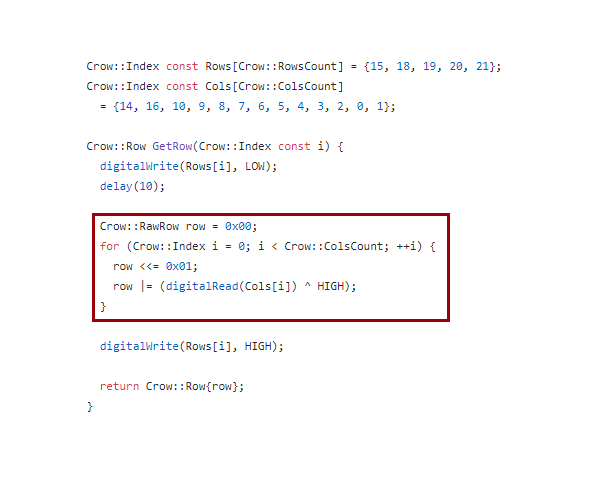 Crow::Index const Rows[Crow::RowsCount] = {15, 18, 19, 20, 21};
Crow::Index const Cols[Crow::ColsCount]
  = {14, 16, 10, 9, 8, 7, 6, 5, 4, 3, 2, 0, 1};
Crow::Row GetRow(Crow::Index const i) {
  digitalWrite(Rows[i], LOW);
  delay(10);
  Crow::RawRow row = 0x00;
  for (Crow::Index i = 0; i < Crow::ColsCount; ++i) {
    row <<= 0x01;
    row |= (digitalRead(Cols[i]) ^ HIGH);
  }
  digitalWrite(Rows[i], HIGH);
  return Crow::Row{row};
}